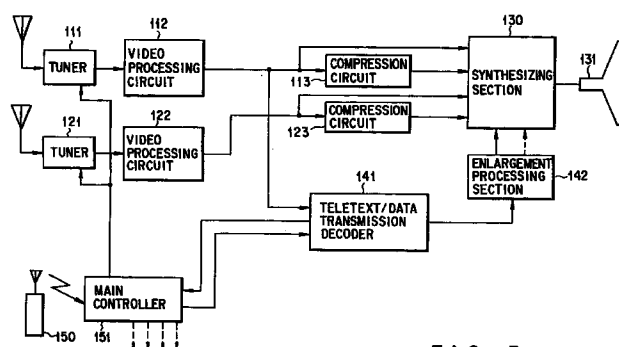 111
TUNER
112
VIDEO
PROCESSING
CIRCUIT
COMPRESSION
CIRCUIT
113
130
SYNTHESIZING
SECTION
131
121
TUNER
122
VIDEO
PROCESSING
CIRCUIT
COMPRESSION
CIRCUIT
123
141
TELETEXT/DATA
TRANSMISSION
DECODER
ENLARGEMENT
PROCESSING
SECTION
142
MAIN
CONTROLLER
150
151